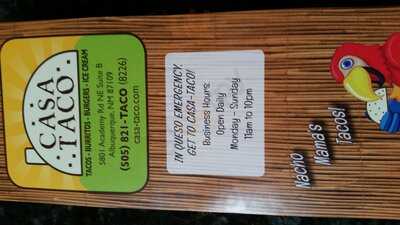 CASA
TACO
TACOS • BURRITOS • BURGERS • ICE CREAM
5801 Academy Rd NE Suite B
Albuquerque, NM 87109
(505) 821-TACO (8226)
casa-taco.com
IN QUESO EMERGENCY,
GET TO CASA-TACO!
Business Hours:
Open Daily
Monday - Sunday
11am to 10pm
Nacho
Mama's
Tacos!